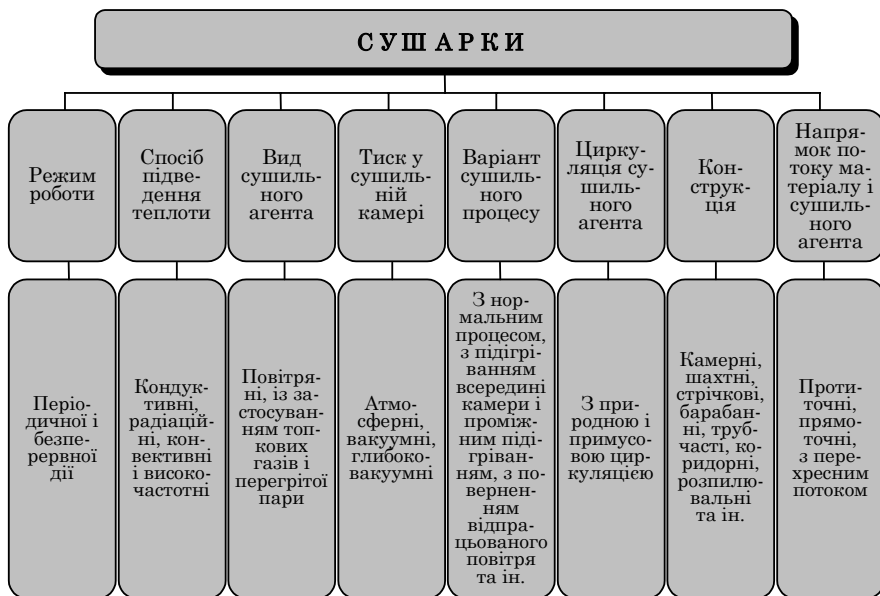 СУШАРКИ
Режим
роботи
Спосіб
підве-
дення
теплоти
Вид
сушиль-
ного
агента
Тиск у
сушиль-
ній
камері
Варіант
сушиль-
ного
процесу
Цирку-
ляція су-
шиль-
ного
агента
Кон-
струк-
ція
Напря-
мок по-
току ма-
теріалу і
сушиль-
ного
агента
Періо-
дичної і
безпе-
рервної
дії
Кондук-
тивні,
радіацій-
ні, кон-
вективні
і високо-
частотні
Повітря-
ні, із за-
стосуван-
ням топ-
кових
газів і
перегрітої
пари
Атмо-
сферні,
вакуумні,
глибоко-
вакуумні
З нор-
мальним
процесом,
з підігрі-
ванням
всередині
камери і
проміж-
ним піді-
гріван-
ням, з по-
вернен-
ням
відпра-
цьованого
повітря
та ін.
З при-
родною і
примусо-
вою цир-
куляцією
Камерні,
шахтні,
стрічкові,
барабан-
ні, труб-
часті, ко-
ридорні,
розпилю-
вальні
та ін.
Проти-
точні,
прямо-
точні,
з пере-
хресним
потоком